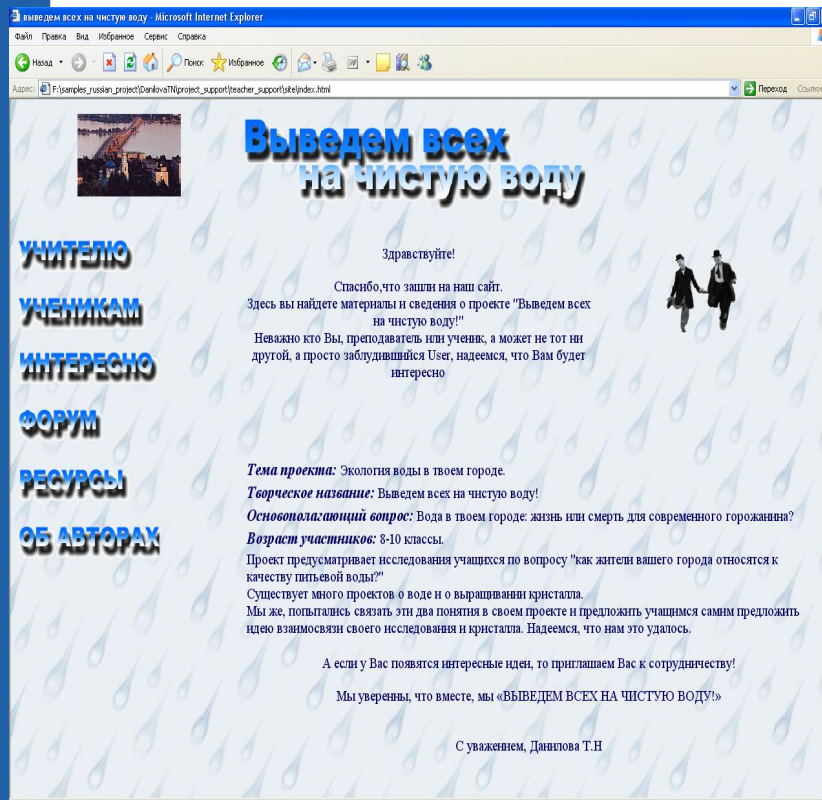 выведем всех на чистую воду - Microsoft Internet Explorer
Файл Правка Вид Избранное Сервис Справка
Назад Поиск Избранное
Адрес: F:\samples_russian_project\DanilovaTN\project_support\teacher_support\site\index.html Переход Ссылки
Выведем всех
на чистую воду
УЧИТЕЛЮ
УЧЕНИКАМ
ИНТЕРЕСНО
ФОРУМ
РЕСУРСЫ
ОБ АВТОРАХ
Здравствуйте!
Спасибо,что зашли на наш сайт.
Здесь вы найдете материалы и сведения о проекте "Выведем всех
на чистую воду!"
Неважно кто Вы, преподаватель или ученик, а может не тот ни
другой, а просто заблудившийся User, надеемся, что Вам будет
интересно
Тема проекта: Экология воды в твоем городе.
Творческое название: Выведем всех на чистую воду!
Основополагающий вопрос: Вода в твоем городе: жизнь или смерть для современного горожанина?
Возраст участников: 8-10 классы.
Проект предусматривает исследования учащихся по вопросу "как жители вашего города относятся к
качеству питьевой воды?"
Существует много проектов о воде и о выращивании кристалла.
Мы же, попытались связать эти два понятия в своем проекте и предложить учащимся самим предложить
идею взаимосвязи своего исследования и кристалла. Надеемся, что нам это удалось.
А если у Вас появятся интересные идеи, то приглашаем Вас к сотрудничеству!
Мы уверенны, что вместе, мы «ВЫВЕДЕМ ВСЕХ НА ЧИСТУЮ ВОДУ!»
С уважением, Данилова Т.Н